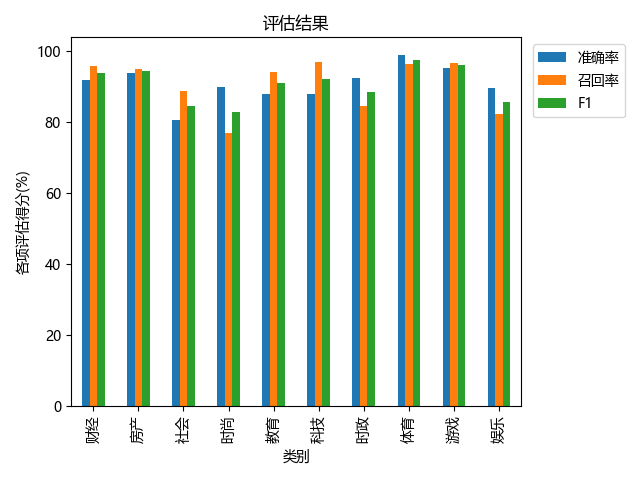 评估结果
准确率
召回率
F1
各项评估得分(%)
100
80
60
40
20
0
财经
房产
社会
时尚
教育
科技
时政
体育
游戏
娱乐
类别